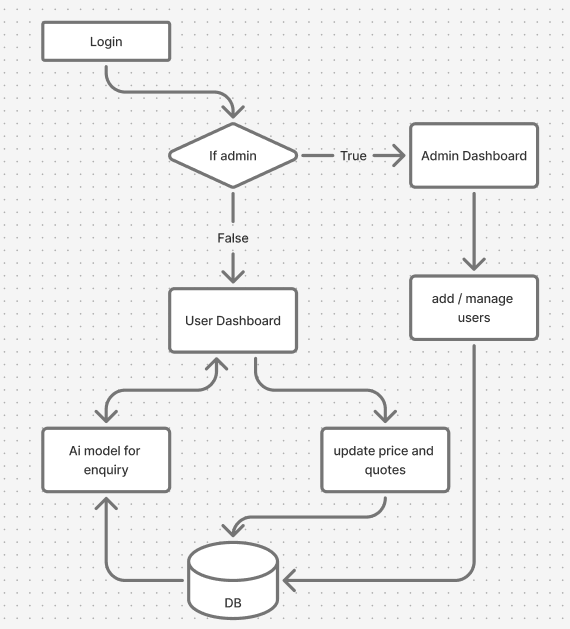 Login
If admin
True
Admin Dashboard
False
add / manage
users
User Dashboard
Ai model for
enquiry
update price and
quotes
DB